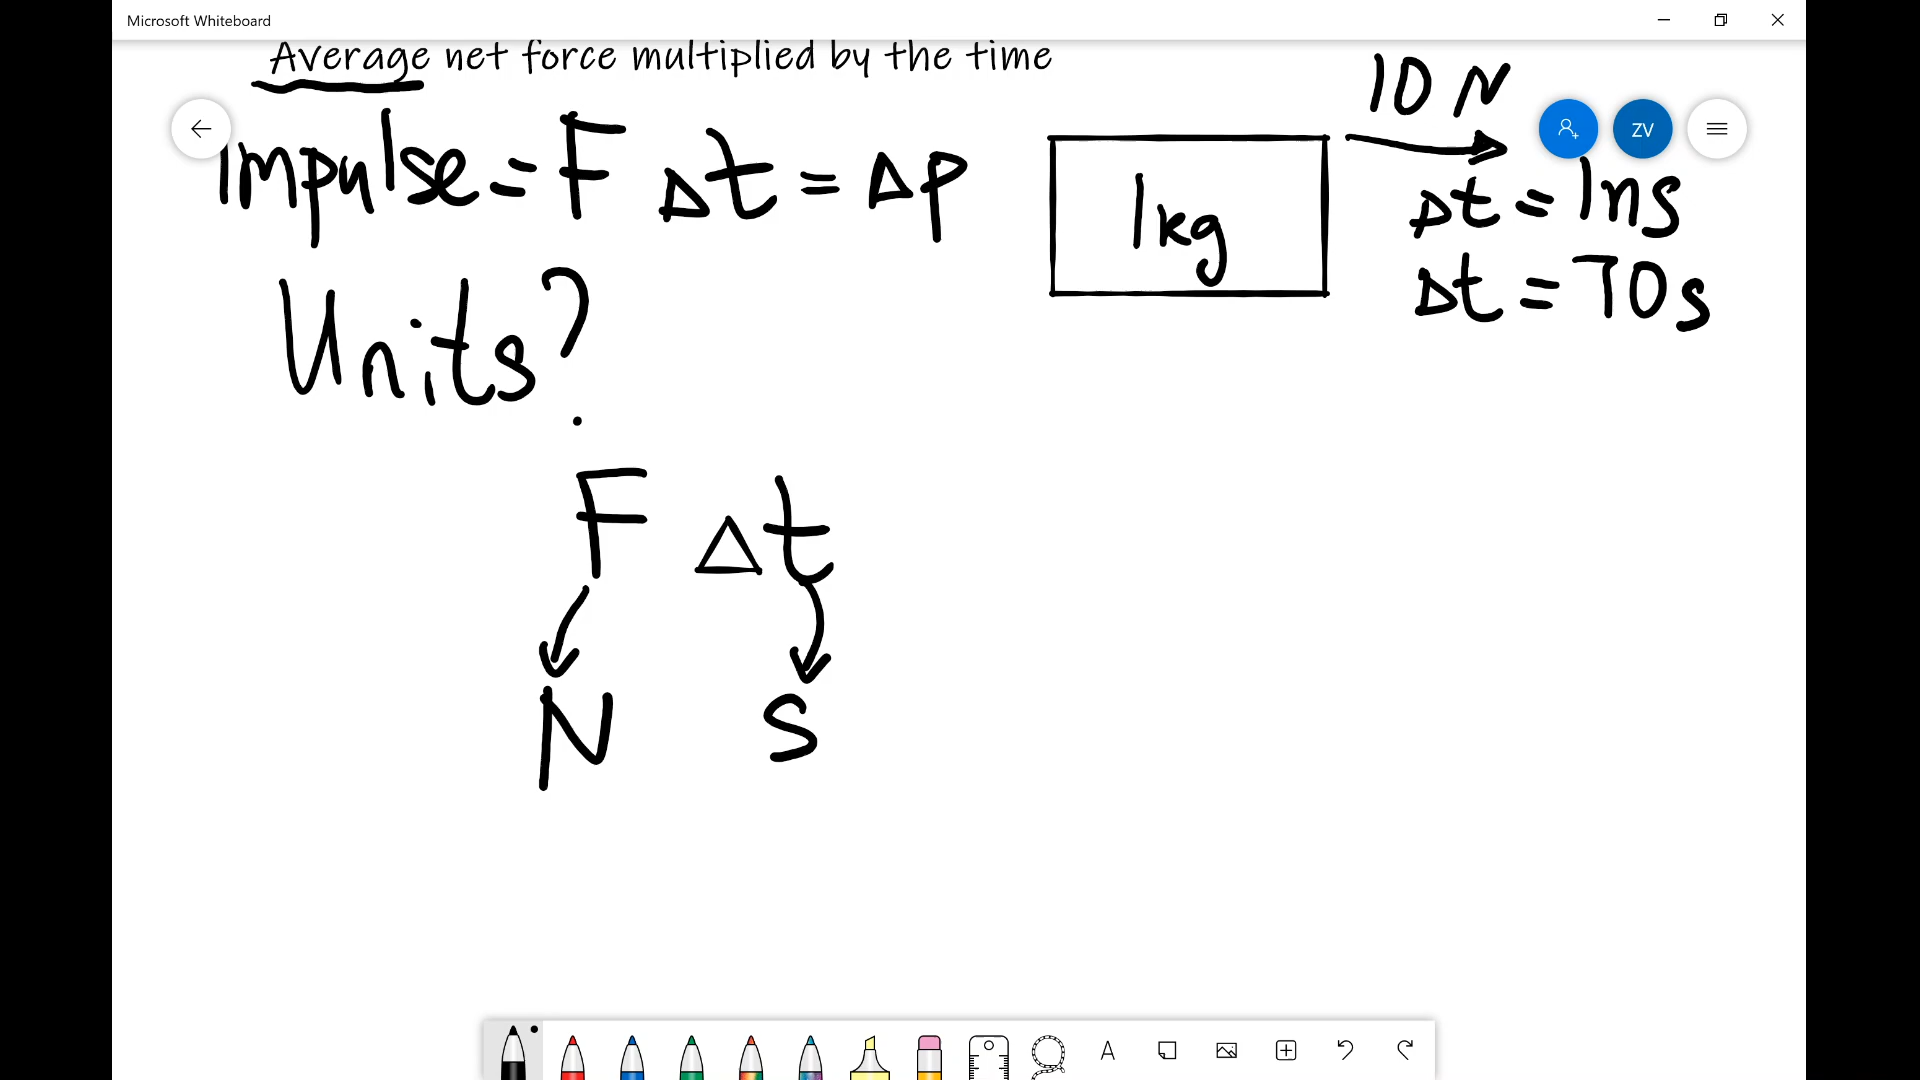 Microsoft Whiteboard
Average net force multiplied by the time
Impulse = F Δt = Δp
10 N
1kg
ZV
Δt = 1ns
Δt = 70s
Units?
F Δt
N S
A